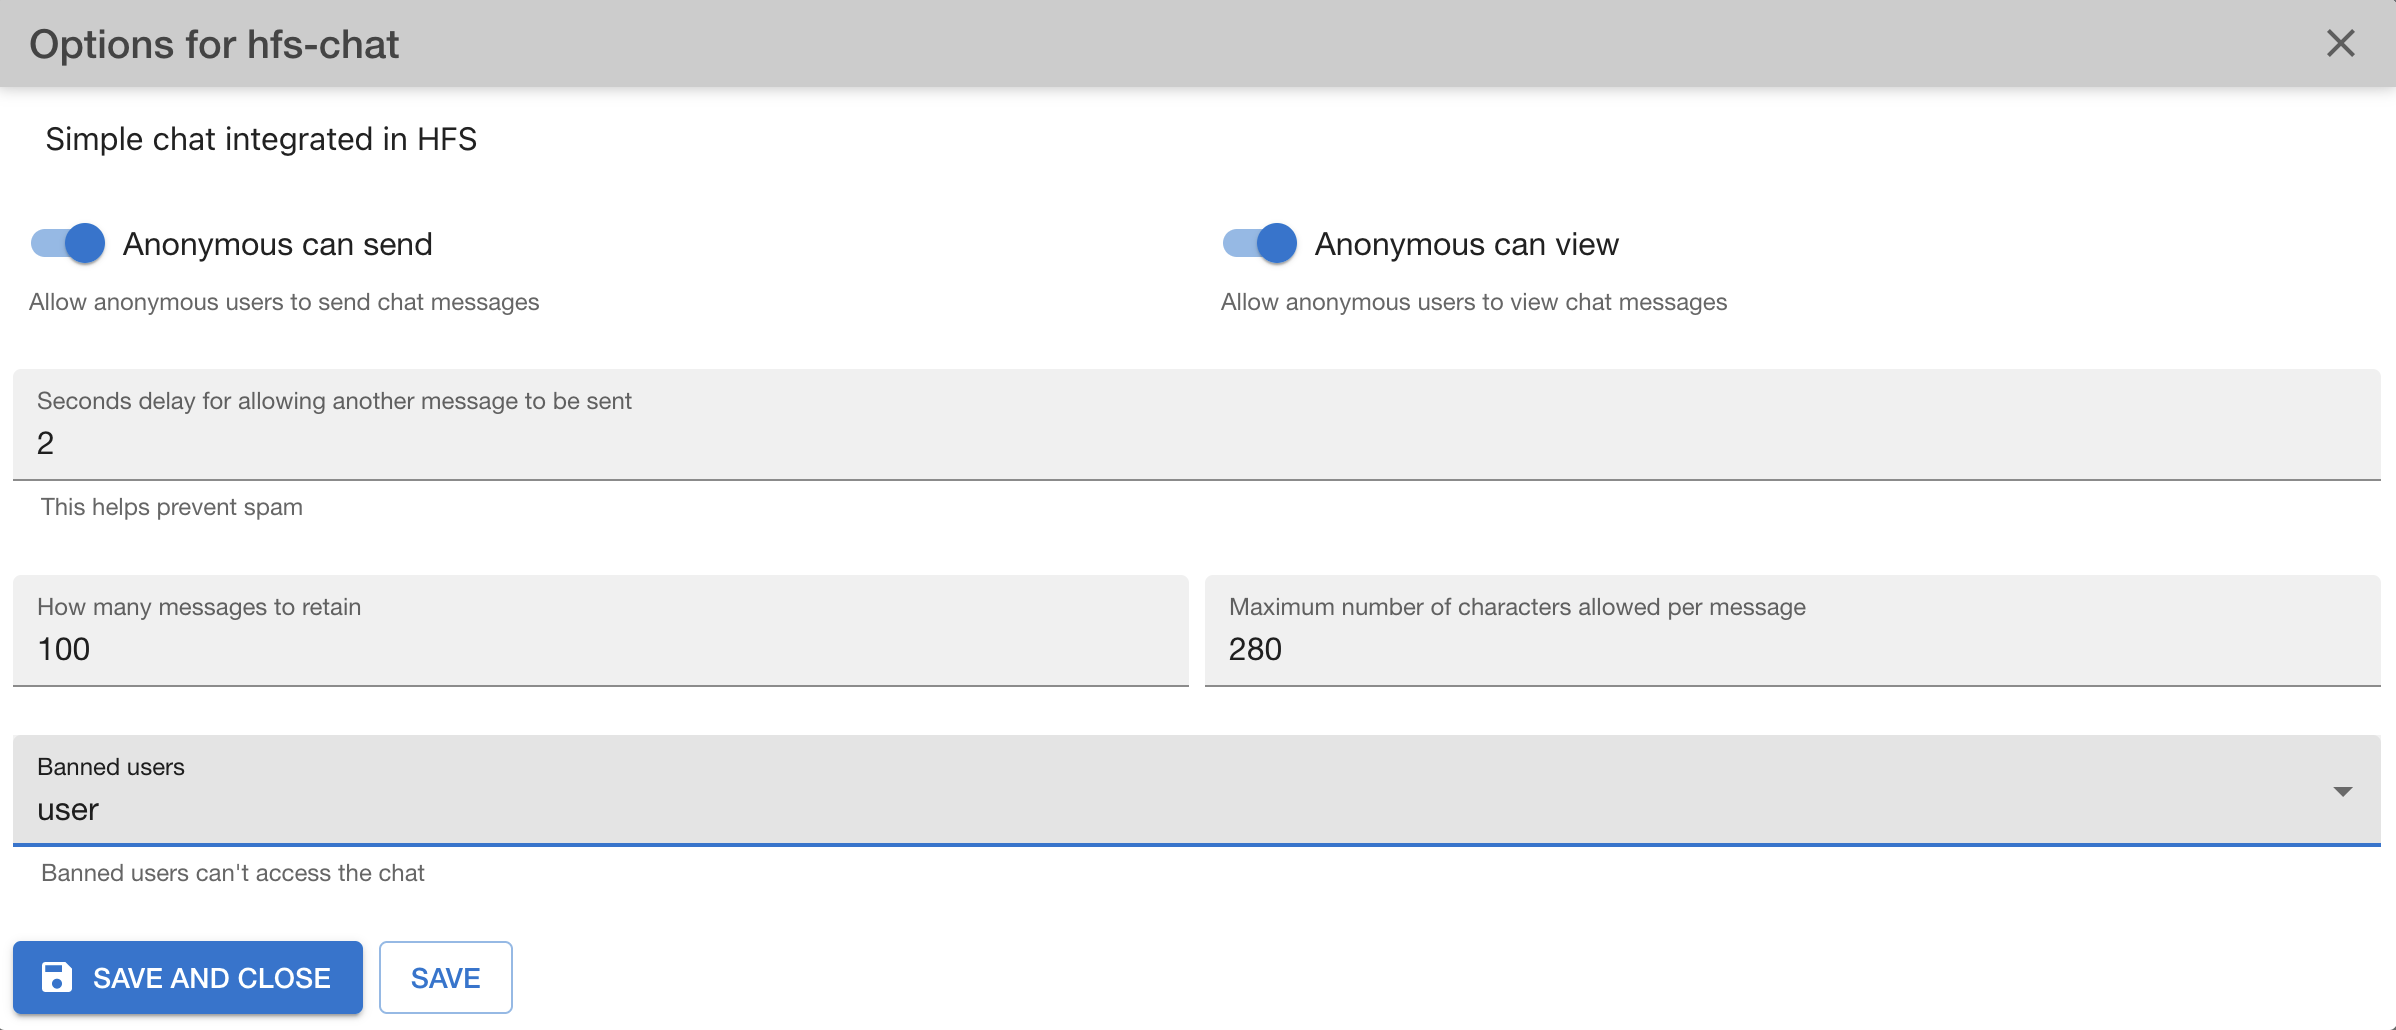 Options for hfs-chat
Simple chat integrated in HFS
Anonymous can send
Allow anonymous users to send chat messages
Anonymous can view
Allow anonymous users to view chat messages
Seconds delay for allowing another message to be sent
2
This helps prevent spam
How many messages to retain
100
Maximum number of characters allowed per message
280
Banned users
user
Banned users can't access the chat
SAVE AND CLOSE
SAVE